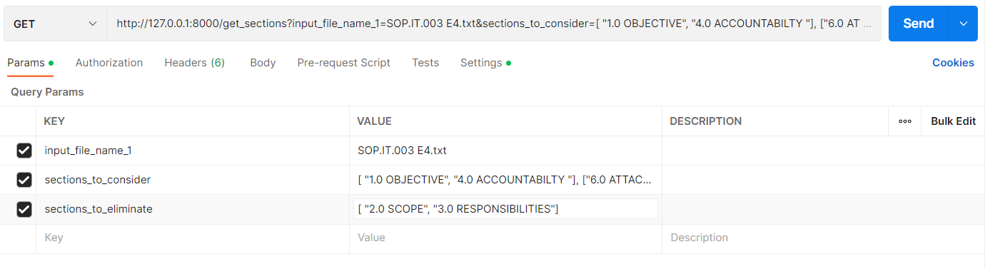 GET http://127.0.0.1:8000/get_sections?input_file_name_1=SOP.IT.003 E4.txt&sections_to_consider=[ "1.0 OBJECTIVE", "4.0 ACCOUNTABILTY "], ["6.0 AT ... Send
Params Authorization Headers (6) Body Pre-request Script Tests Settings Cookies
Query Params
KEY VALUE DESCRIPTION ooo Bulk Edit
input_file_name_1 SOP.IT.003 E4.txt
sections_to_consider [ "1.0 OBJECTIVE", "4.0 ACCOUNTABILTY "], ["6.0 ATTAC...
sections_to_eliminate [ "2.0 SCOPE", "3.0 RESPONSIBILITIES"]
Key Value Description